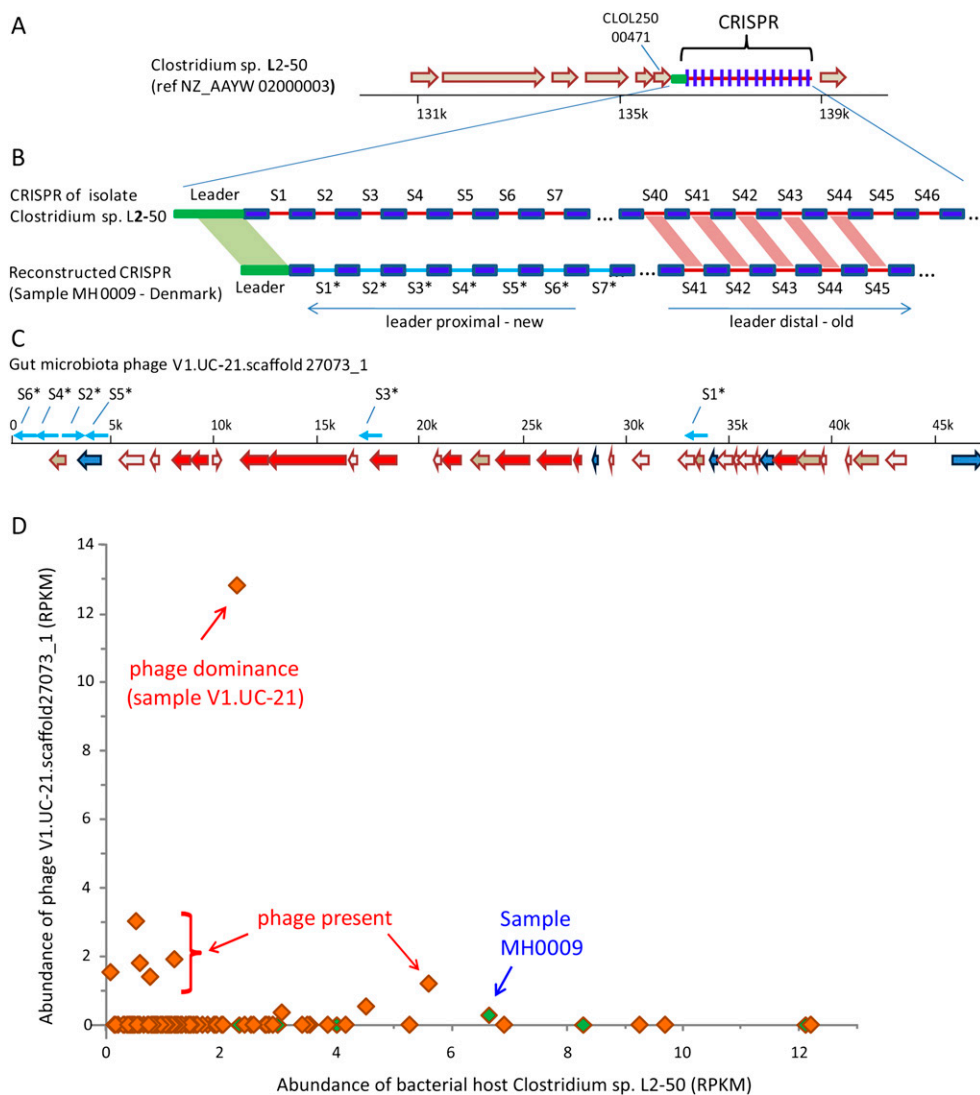 A
CLOL250
00471
CRISPR
Clostridium sp. L2-50
(ref NZ_AAYW 02000003)
131k 135k 139k
B
CRISPR of isolate
Clostridium sp. L2-50
Leader S1 S2 S3 S4 S5 S6 S7 ... S40 S41 S42 S43 S44 S45 S46 ...
Reconstructed CRISPR
(Sample MH0009 - Denmark)
Leader S1* S2* S3* S4* S5* S6* S7* ... S41 S42 S43 S44 S45 ...
leader proximal - new
leader distal - old
C
Gut microbiota phage V1.UC-21.scaffold 27073_1
S6* S4* S2* S5* S3* S1*
0 5k 10k 15k 20k 25k 30k 35k 40k 45k
D
Abundance of phage V1.UC-21.scaffold27073_1 (RPKM)
14
12
10
8
6
4
2
0
phage dominance
(sample V1.UC-21)
phage present
Sample
MH0009
0 2 4 6 8 10 12
Abundance of bacterial host Clostridium sp. L2-50 (RPKM)